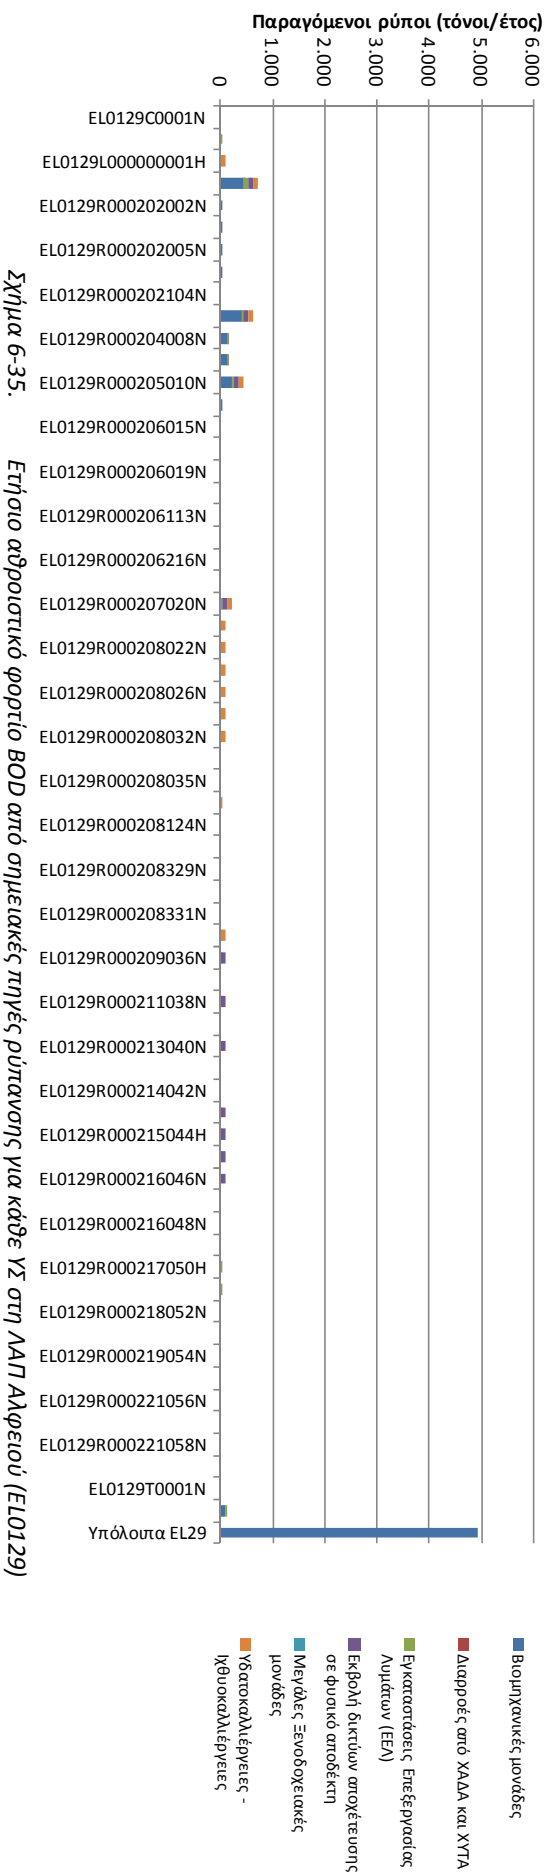 Παραγόμενοι ρύποι (τόνοι/έτος)
6.000
5.000
4.000
3.000
2.000
1.000
0
EL0129C0001N
EL0129L000000001H
EL0129R000202002N
EL0129R000202005N
EL0129R000202104N
EL0129R000204008N
EL0129R000205010N
EL0129R000206015N
EL0129R000206019N
EL0129R000206113N
EL0129R000206216N
EL0129R000207020N
EL0129R000208022N
EL0129R000208026N
EL0129R000208032N
EL0129R000208035N
EL0129R000208124N
EL0129R000208329N
EL0129R000208331N
EL0129R000209036N
EL0129R000211038N
EL0129R000213040N
EL0129R000214042N
EL0129R000215044H
EL0129R000216046N
EL0129R000216048N
EL0129R000217050H
EL0129R000218052N
EL0129R000219054N
EL0129R000221056N
EL0129R000221058N
EL0129T0001N
Υπόλοιπα EL29
Βιομηχανικές μονάδες
Διαρροές από ΧΑΔΑ και ΧΥΤΑ
Εγκαταστάσεις Επεξεργασίας
Λυμάτων (ΕΕΛ)
Εκβολή δικτύων αποχέτευσης
σε φυσικό αποδέκτη
Μεγάλες Ξενοδοχειακές
μονάδες
Υδατοκαλλιέργειες -
Ιχθυοκαλλιέργειες
Σχήμα 6-35. Ετήσιο αθροιστικό φορτίο BOD από σημειακές πηγές ρύπανσης για κάθε ΥΣ στη ΛΑΠ Αλφειού (EL0129)